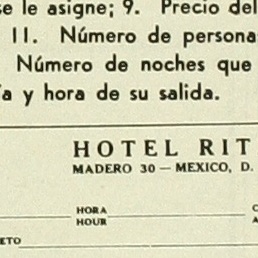 se le asigne; 9. Precio del
11. Número de persona
Número de noches que
a y hora de su salida.
HOTEL RIT
MADERO 30 — MEXICO, D.
HORA
HOUR
ETO